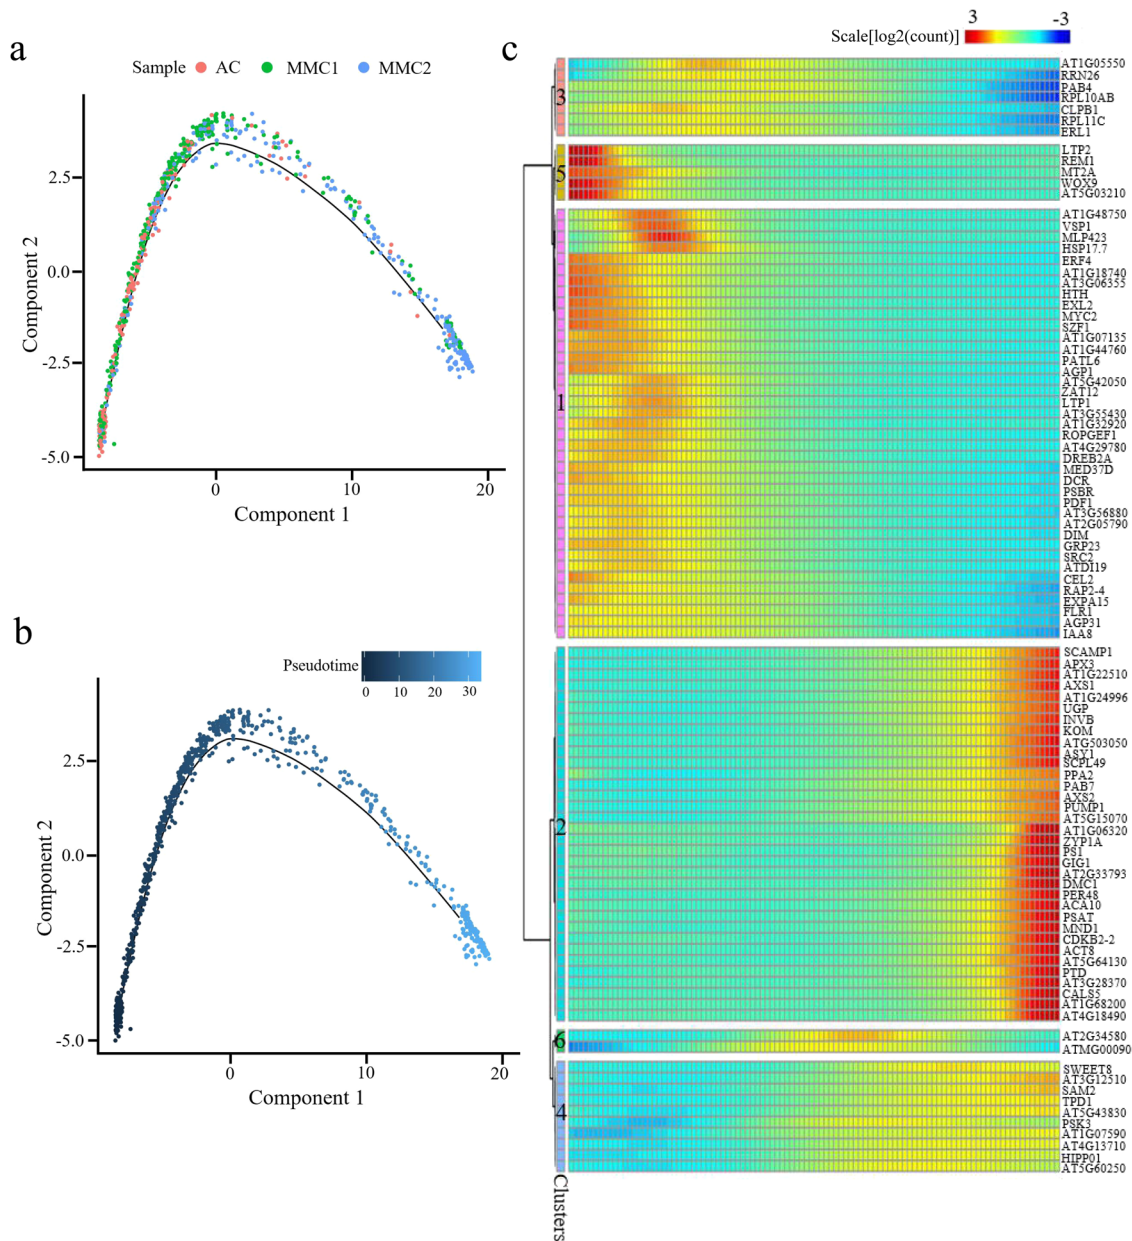 a
Sample AC MMC1 MMC2
Component 2
2.5
0.0
-2.5
-5.0
0 10 20
Component 1
b
Pseudotime
0 10 20 30
Component 2
2.5
0.0
-2.5
-5.0
0 10 20
Component 1
c
Scale[log2(count)]
3 -3
3
AT1G05550
RRN26
PAB4
RPL10AB
CLPB1
RPL11C
ERL1
5
LTP2
REM1
MT2A
WOX9
AT5G03210
1
AT1G48750
VSP1
MLP423
HSP17.7
ERF4
AT1G18740
AT3G06355
HTH
EXL2
MYC2
SZF1
AT1G07135
AT1G44760
PATL6
AGP1
AT5G42050
ZAT12
LTP1
AT3G55430
AT1G32920
ROPGEF1
AT4G29780
DREB2A
MED37D
DCR
PSBR
PDF1
AT3G56880
AT2G05790
DIM
GRP23
SRC2
ATDI19
CEL2
RAP2-4
EXPA15
FLR1
AGP31
IAA8
2
SCAMP1
APX3
AT1G22510
AXS1
AT1G24996
UGP
INVB
KOM
ATG503050
ASY1
SCPL49
PPA2
PAB7
AXS2
PUMP1
AT5G15070
AT1G06320
ZYP1A
PS1
GIG1
AT2G33793
DMC1
PER48
ACA10
PSAT
MND1
CDKB2-2
ACT8
AT5G64130
PTD
AT3G28370
CALS5
AT1G68200
AT4G18490
6
AT2G34580
ATMG00090
4
SWEET8
AT3G12510
SAM2
TPD1
AT5G43830
PSK3
AT1G07590
AT4G13710
HIPP01
AT5G60250
Clusters